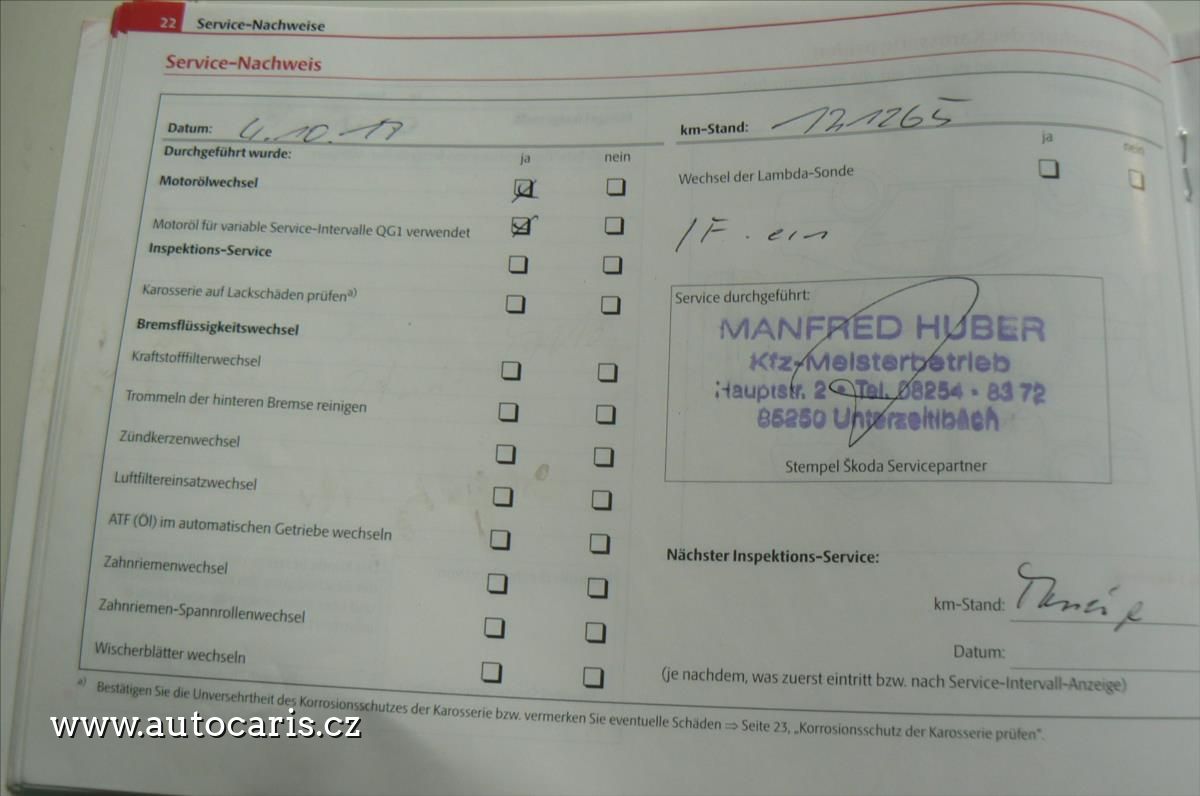 22 Service-Nachweise
Service-Nachweis
Datum: 4.10.17
km-Stand: 121265
Durchgeführt wurde: ja nein
ja nein
Motorölwechsel
Wechsel der Lambda-Sonde
Motoröl für variable Service-Intervalle QG1 verwendet
Inspektions-Service
Karosserie auf Lackschäden prüfen a)
Bremsflüssigkeitswechsel
Kraftstofffilterwechsel
Trommeln der hinteren Bremse reinigen
Zündkerzenwechsel
Luftfiltereinsatzwechsel
ATF (Öl) im automatischen Getriebe wechseln
Zahnriemenwechsel
Zahnriemen-Spannrollenwechsel
Wischerblätter wechseln
Service durchgeführt:
MANFRED HUBER
Kfz-Meisterbetrieb
Hauptstr. 2 • Tel. 08254 - 83 72
85250 Unterzeitlbach
Stempel Škoda Servicepartner
Nächster Inspektions-Service:
km-Stand:
Datum:
(je nachdem, was zuerst eintritt bzw. nach Service-Intervall-Anzeige)
a) Bestätigen Sie die Unversehrtheit des Korrosionsschutzes der Karosserie bzw. vermerken Sie eventuelle Schäden ⇒ Seite 23, „Korrosionsschutz der Karosserie prüfen".
www.autocaris.cz